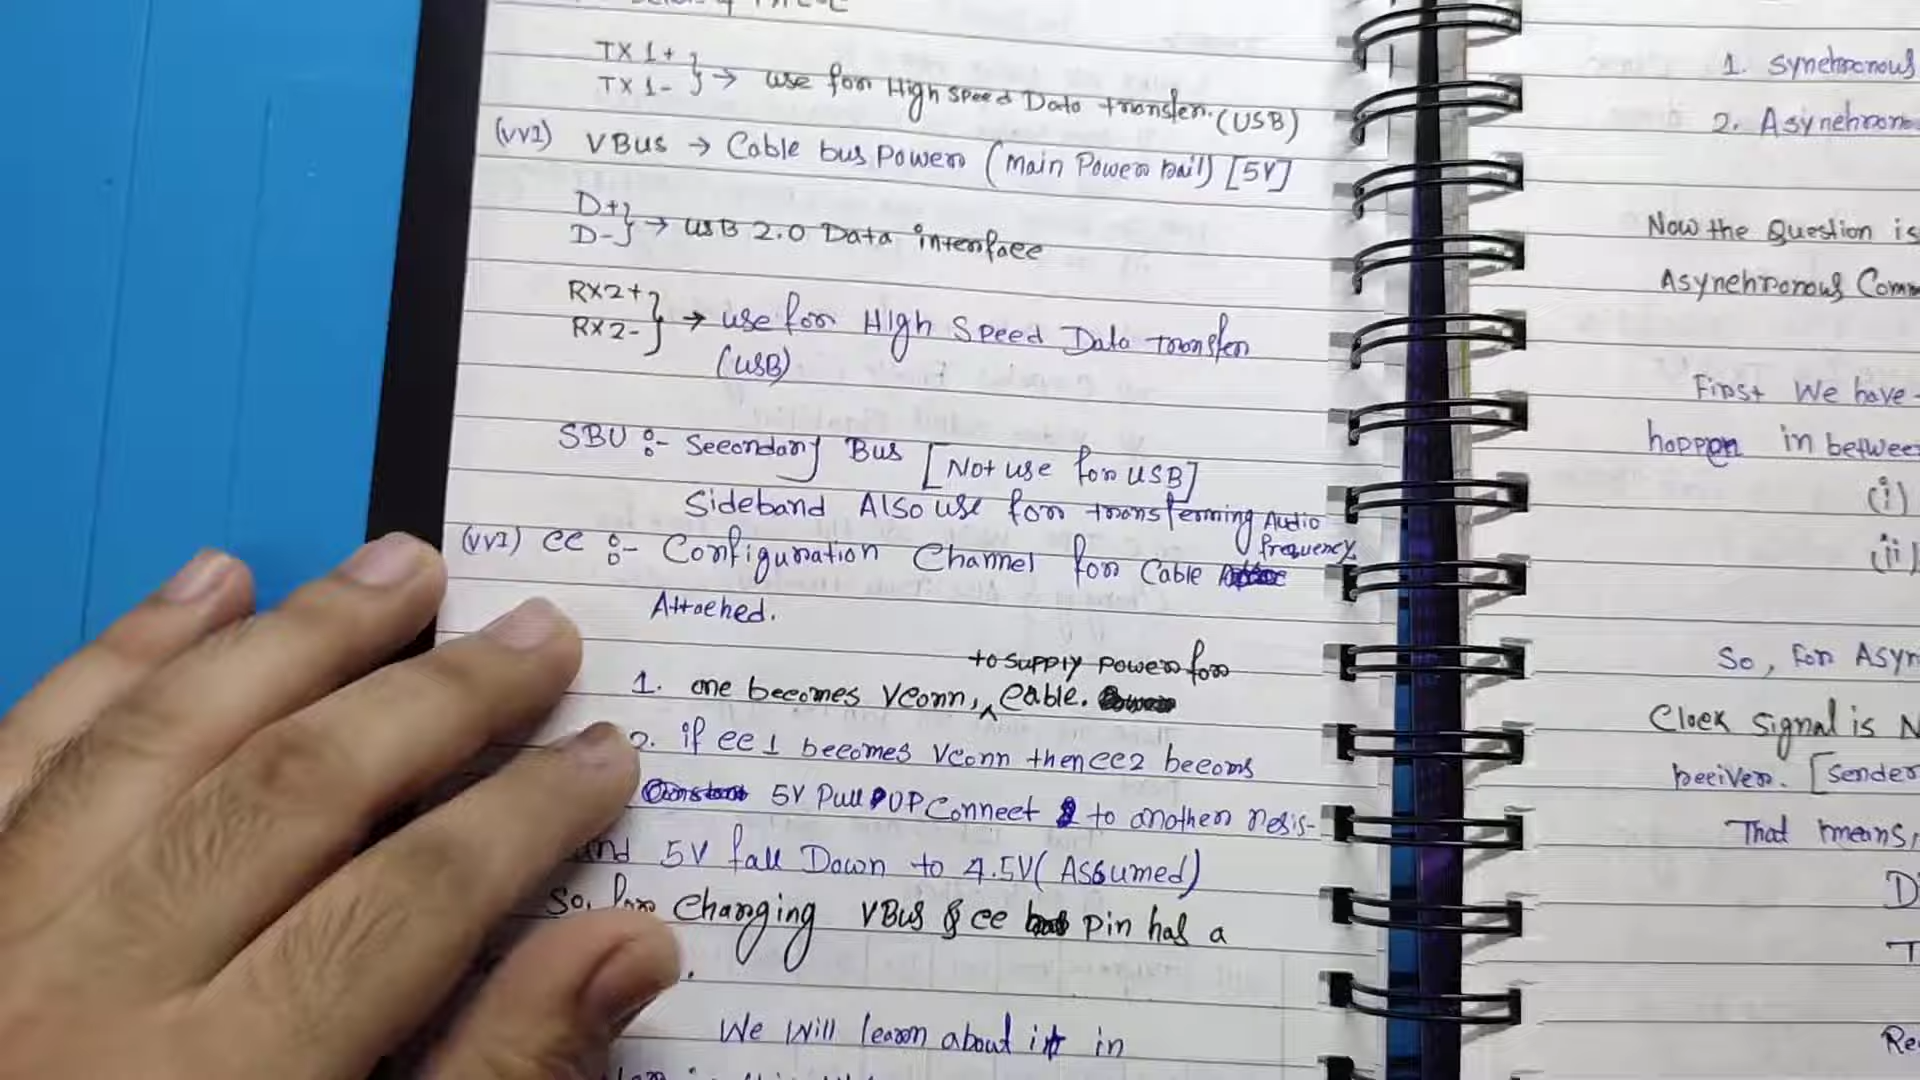 TX 1+
TX 1- } → use for High Speed Data transfer. (USB)
(VVI) VBus → Cable bus Power (Main Power Rail) [5V]
D+
D- } → USB 2.0 Data interface
RX2+
RX2- } → use for High Speed Data transfer
(USB)
SBU :- Secondary Bus [Not use for USB]
Sideband Also use for transferring Audio frequency.
(VVI) CC :- Configuration Channel for Cable
Attached.
to supply power for
1. one becomes Vconn, ^ Cable.
2. if CC1 becomes Vconn then CC2 becoms
5V Pull UP Connect to another resis-
and 5V fall Down to 4.5V (Assumed)
So, for Charging VBus & CC Pin has a
We Will learn about it in
1. Synchronous
2. Asynchrono
Now the Question is
Asynchronous Comm
First We have
happen in betwee
(i)
(ii)
So, For Asyn
Clock Signal is N
Reciver. [Sender
That means,
D
T
Re